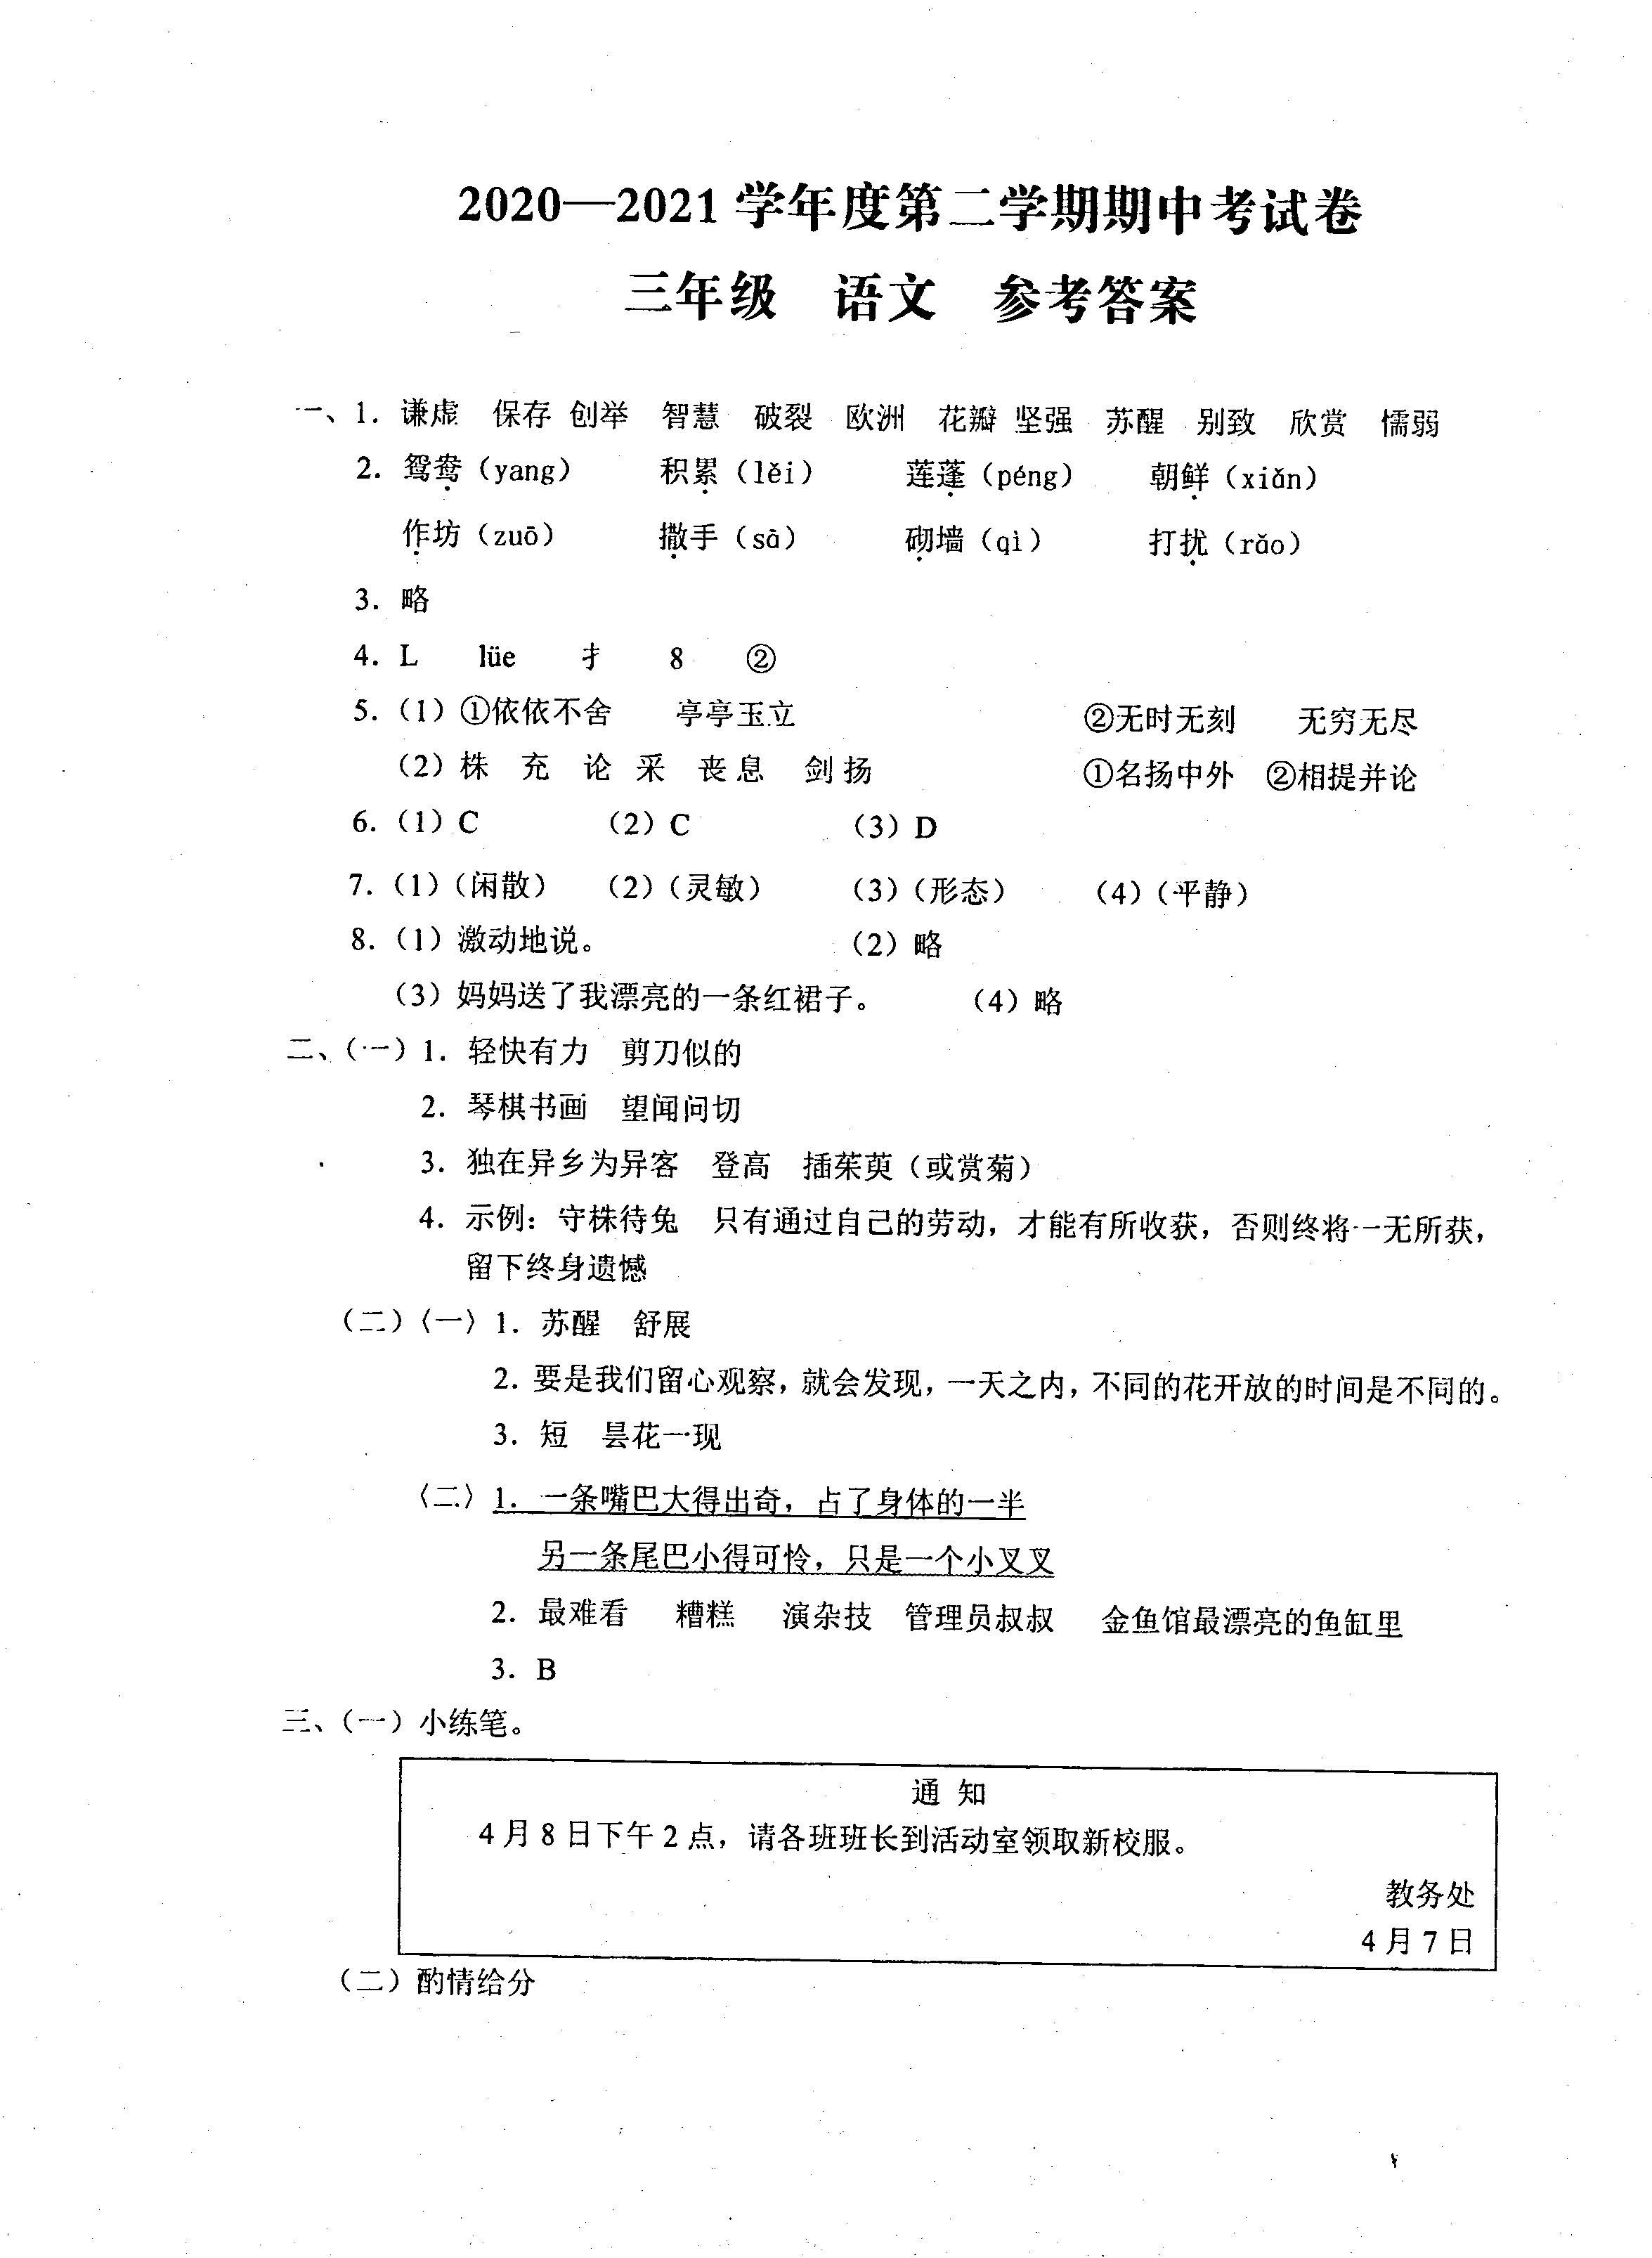 2020—2021 学年度第二学期期中考试卷
三年级 语文 参考答案
一、1. 谦虚 保存 创举 智慧 破裂 欧洲 花瓣 坚强 苏醒 别致 欣赏 懦弱
2. 鸳鸯（yang） 积累（lěi） 莲蓬（péng） 朝鲜（xiǎn）
作坊（zuō） 撒手（sā） 砌墙（qì） 打扰（rǎo）
3. 略
4. L lüe 扌 8 ②
5.（1）①依依不舍 亭亭玉立 ②无时无刻 无穷无尽
（2）株 充 论 采 丧 息 剑 扬 ①名扬中外 ②相提并论
6.（1）C （2）C （3）D
7.（1）（闲散） （2）（灵敏） （3）（形态） （4）（平静）
8.（1）激动地说。 （2）略
（3）妈妈送了我漂亮的一条红裙子。 （4）略
二、（一）1. 轻快有力 剪刀似的
2. 琴棋书画 望闻问切
3. 独在异乡为异客 登高 插茱萸（或赏菊）
4. 示例：守株待兔 只有通过自己的劳动，才能有所收获，否则终将一无所获，
留下终身遗憾
（二）〈一〉1. 苏醒 舒展
2. 要是我们留心观察，就会发现，一天之内，不同的花开放的时间是不同的。
3. 短 昙花一现
〈二〉1. 一条嘴巴大得出奇，占了身体的一半
另一条尾巴小得可怜，只是一个小叉叉
2. 最难看 糟糕 演杂技 管理员叔叔 金鱼馆最漂亮的鱼缸里
3. B
三、（一）小练笔。
通 知
4 月 8 日下午 2 点，请各班班长到活动室领取新校服。
教务处
4 月 7 日
（二）酌情给分